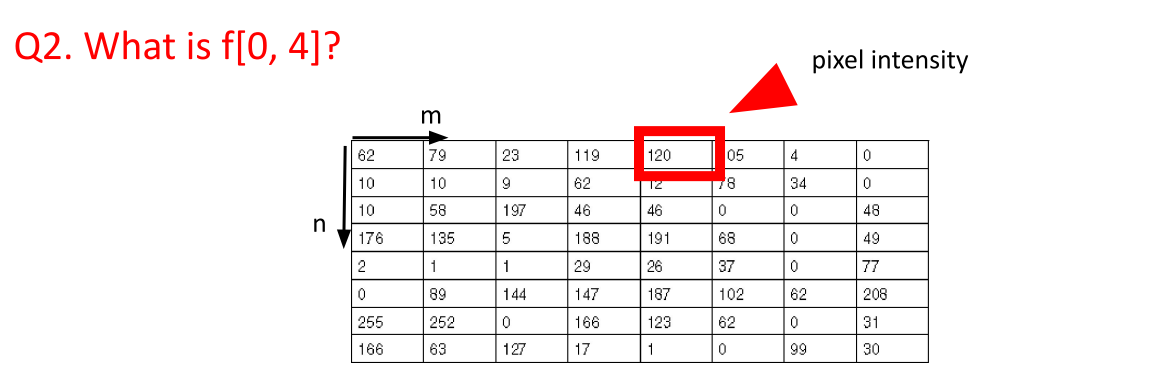 Q2. What is f[0, 4]?
pixel intensity
m
n
62 79 23 119 120 05 4 0
10 10 9 62 12 78 34 0
10 58 197 46 46 0 0 48
176 135 5 188 191 68 0 49
2 1 1 29 26 37 0 77
0 89 144 147 187 102 62 208
255 252 0 166 123 62 0 31
166 63 127 17 1 0 99 30